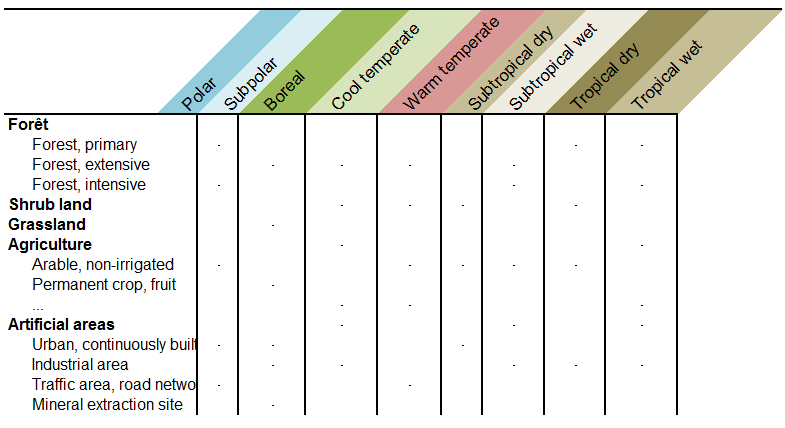 Polar
Subpolar
Boreal
Cool temperate
Warm temperate
Subtropical dry
Subtropical wet
Tropical dry
Tropical wet
Forêt
Forest, primary
Forest, extensive
Forest, intensive
Shrub land
Grassland
Agriculture
Arable, non-irrigated
Permanent crop, fruit
...
Artificial areas
Urban, continuously built
Industrial area
Traffic area, road netwo
Mineral extraction site